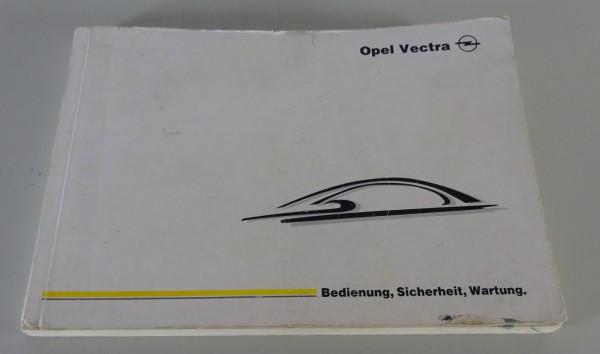 Opel Vectra
Bedienung, Sicherheit, Wartung.